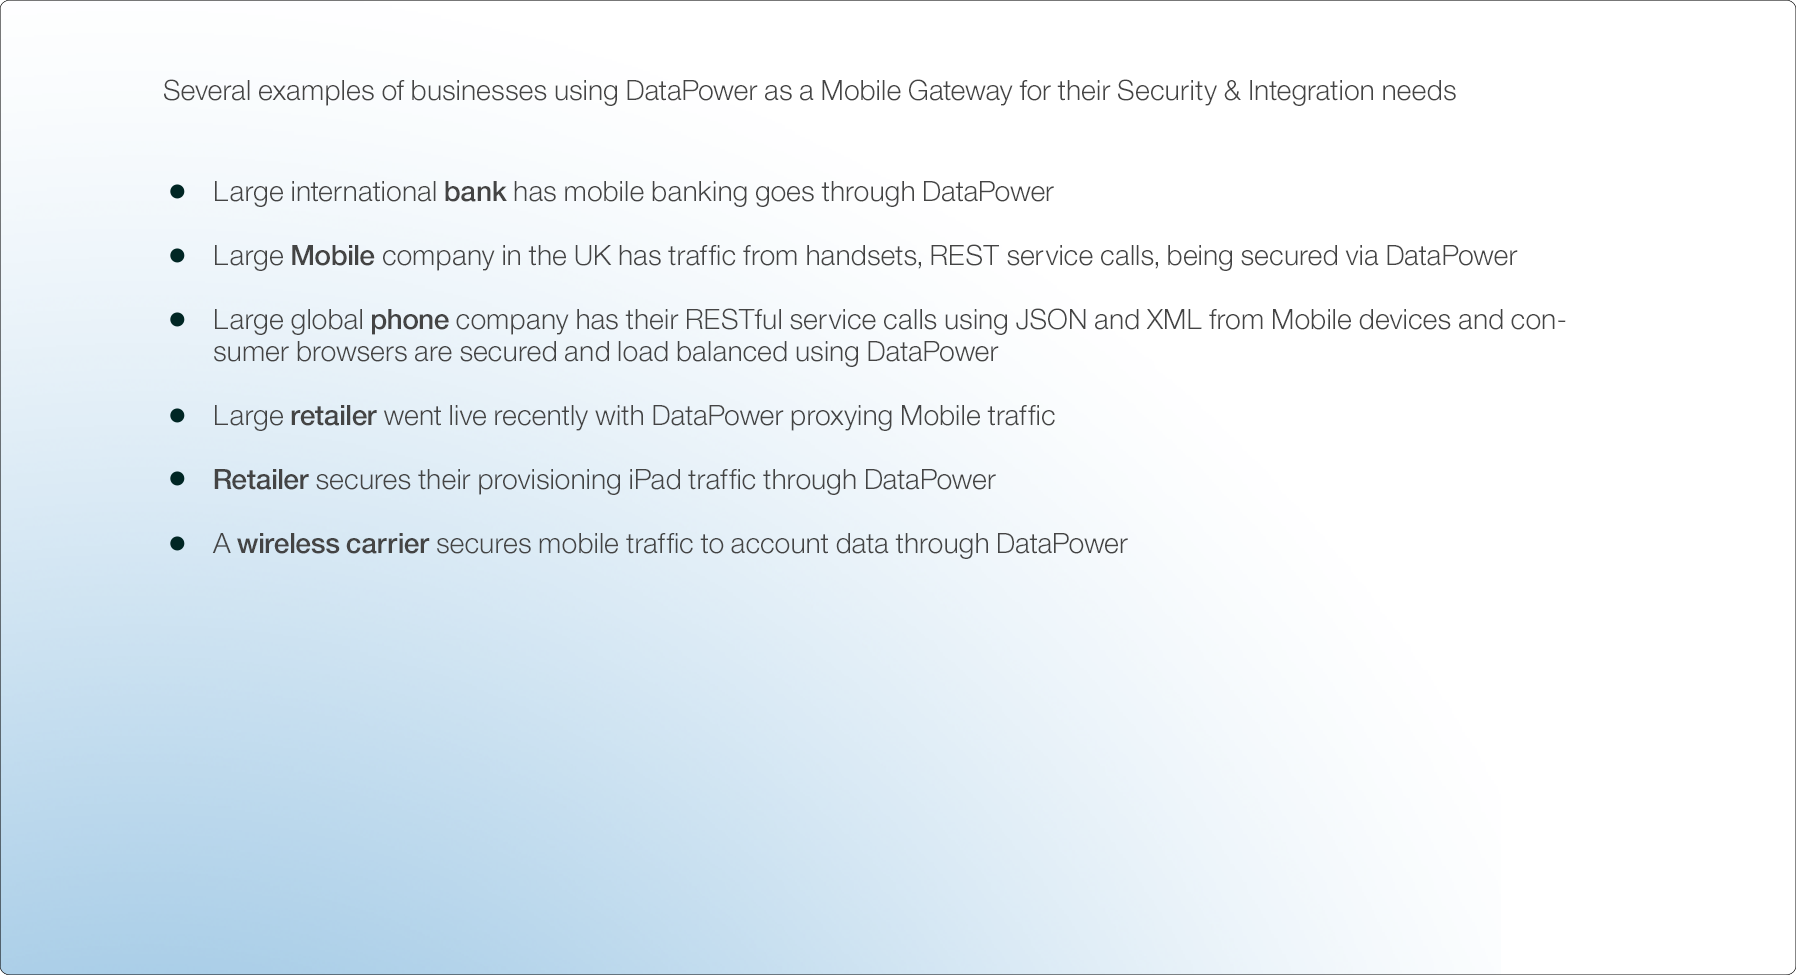 Several examples of businesses using DataPower as a Mobile Gateway for their Security & Integration needs
● Large international bank has mobile banking goes through DataPower
● Large Mobile company in the UK has traffic from handsets, REST service calls, being secured via DataPower
● Large global phone company has their RESTful service calls using JSON and XML from Mobile devices and con-
sumer browsers are secured and load balanced using DataPower
● Large retailer went live recently with DataPower proxying Mobile traffic
● Retailer secures their provisioning iPad traffic through DataPower
● A wireless carrier secures mobile traffic to account data through DataPower